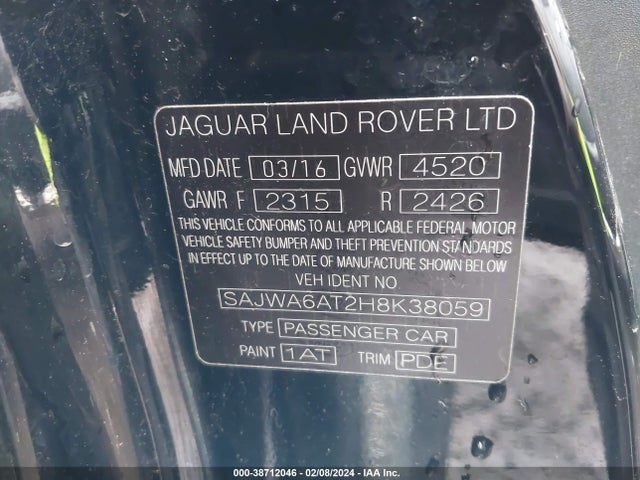 JAGUAR LAND ROVER LTD
MFD DATE 03/16 GVWR 4520
GAWR F 2315 R 2426
THIS VEHICLE CONFORMS TO ALL APPLICABLE FEDERAL MOTOR
VEHICLE SAFETY BUMPER AND THEFT PREVENTION STANDARDS
IN EFFECT UP TO THE DATE OF MANUFACTURE SHOWN BELOW
VEH IDENT NO
SAJWA6AT2H8K38059
TYPE PASSENGER CAR
PAINT 1AT TRIM PDE
000-38712046 - 02/08/2024 - IAA Inc.